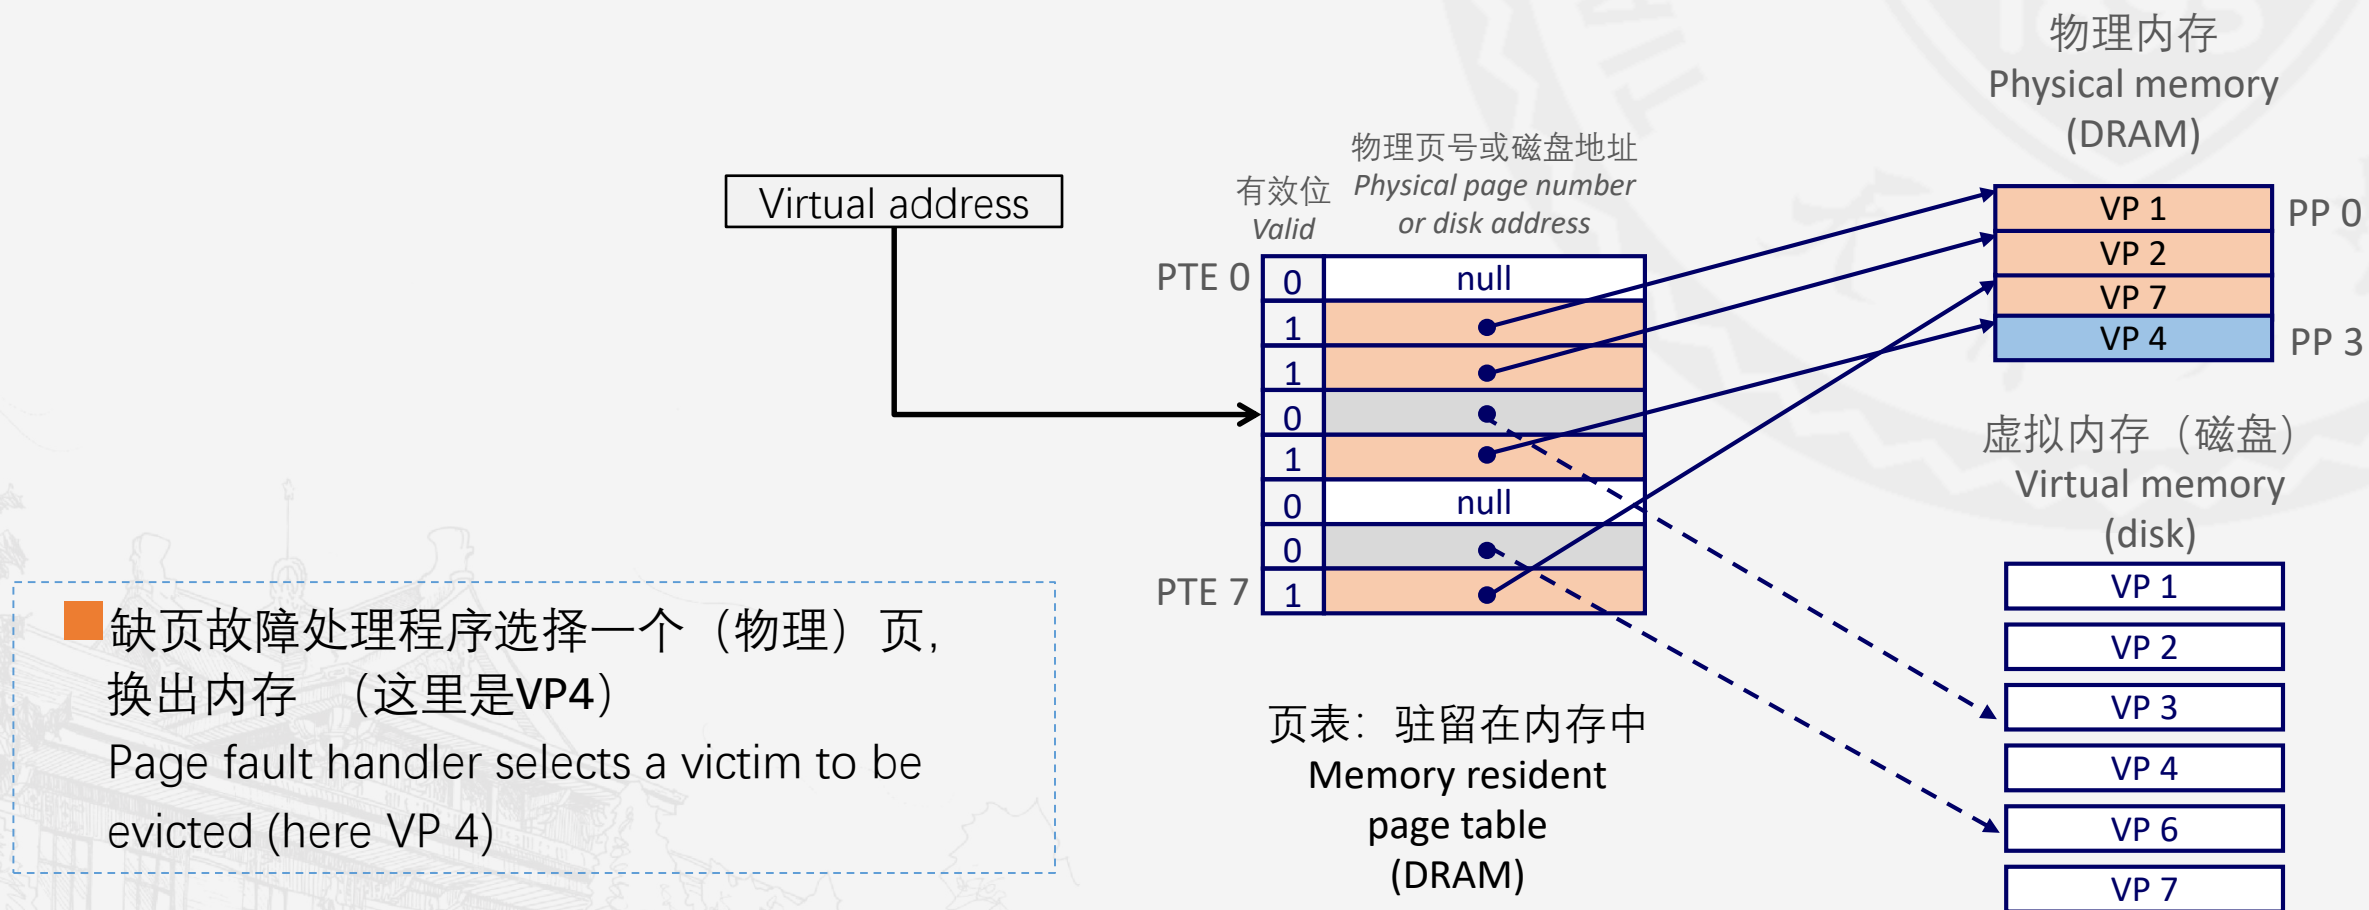 物理内存
Physical memory
(DRAM)
物理页号或磁盘地址
Physical page number
or disk address
有效位
Valid
Virtual address
VP 1
PP 0
VP 2
VP 7
VP 4
PP 3
PTE 0
0
null
1
1
0
1
0
null
0
PTE 7
1
虚拟内存（磁盘）
Virtual memory
(disk)
VP 1
VP 2
VP 3
VP 4
VP 6
VP 7
缺页故障处理程序选择一个（物理）页,
换出内存 （这里是VP4）
Page fault handler selects a victim to be
evicted (here VP 4)
页表：驻留在内存中
Memory resident
page table
(DRAM)